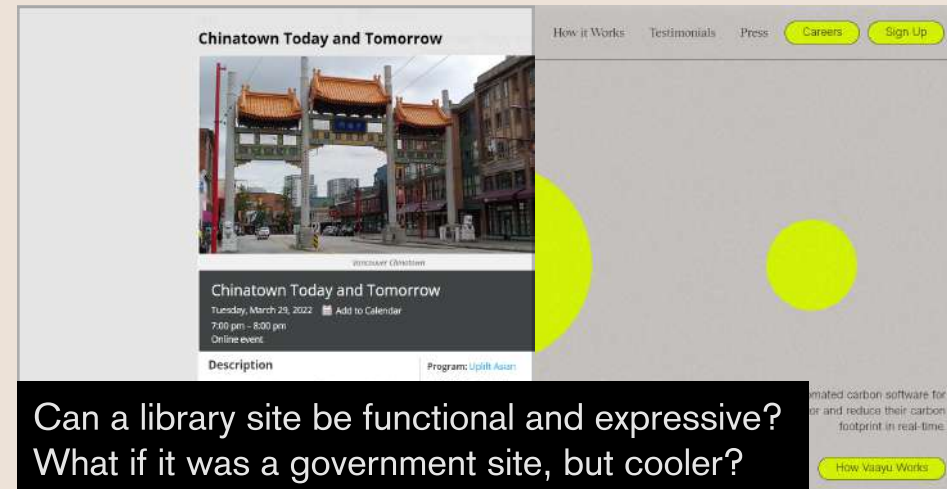 Chinatown Today and Tomorrow
Vancouver Chinatown
Chinatown Today and Tomorrow
Tuesday, March 29, 2022 Add to Calendar
7:00 pm – 8:00 pm
Online event
Description
Program: Uplift Asian
How it Works Testimonials Press Careers Sign Up
omated carbon software for
or and reduce their carbon
footprint in real-time.
How Vaayu Works
Can a library site be functional and expressive?
What if it was a government site, but cooler?